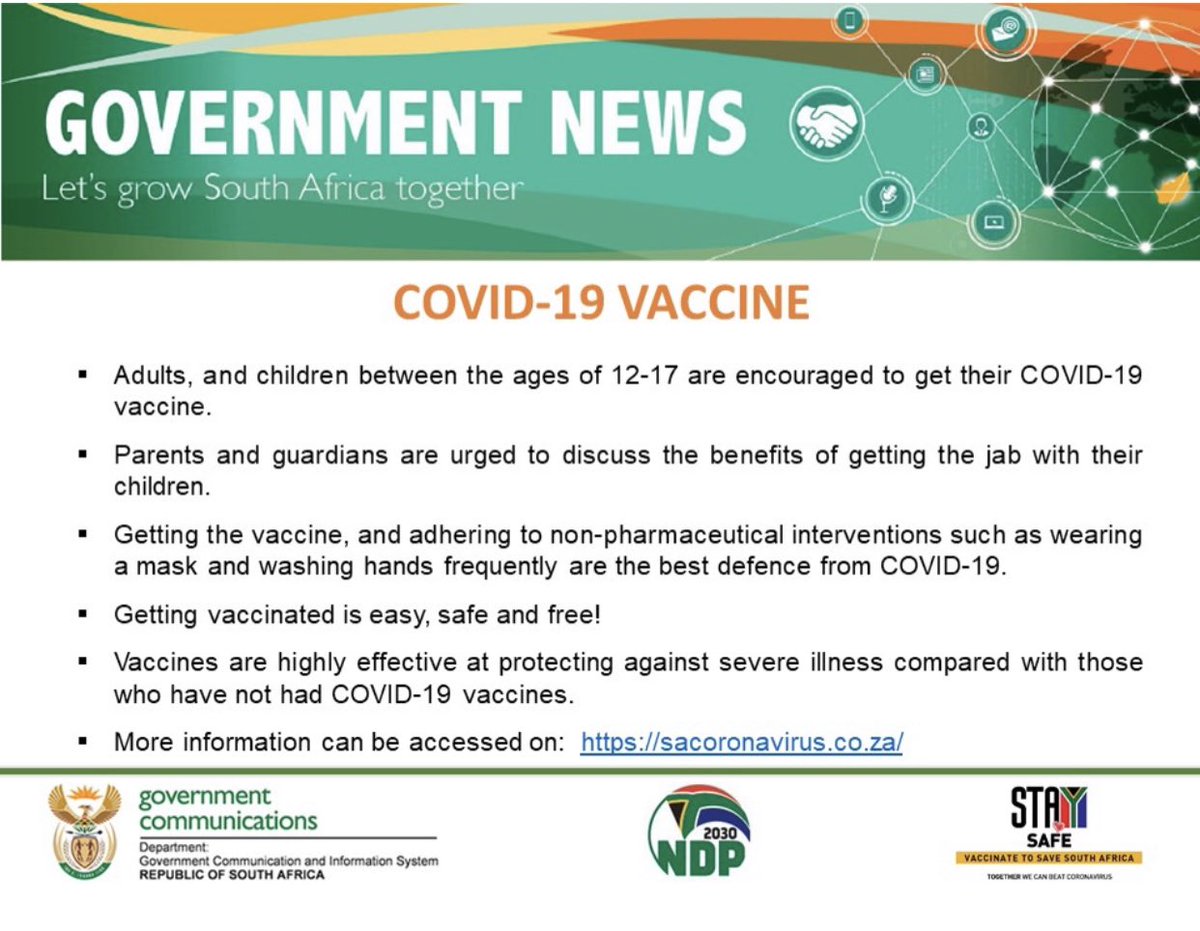 GOVERNMENT NEWS
Let's grow South Africa together
COVID-19 VACCINE
▪ Adults, and children between the ages of 12-17 are encouraged to get their COVID-19
vaccine.
▪ Parents and guardians are urged to discuss the benefits of getting the jab with their
children.
▪ Getting the vaccine, and adhering to non-pharmaceutical interventions such as wearing
a mask and washing hands frequently are the best defence from COVID-19.
▪ Getting vaccinated is easy, safe and free!
▪ Vaccines are highly effective at protecting against severe illness compared with those
who have not had COVID-19 vaccines.
▪ More information can be accessed on: https://sacoronavirus.co.za/
government
communications
Department:
Government Communication and Information System
REPUBLIC OF SOUTH AFRICA
2030
NDP
STAY
SAFE
VACCINATE TO SAVE SOUTH AFRICA
TOGETHER WE CAN BEAT CORONAVIRUS